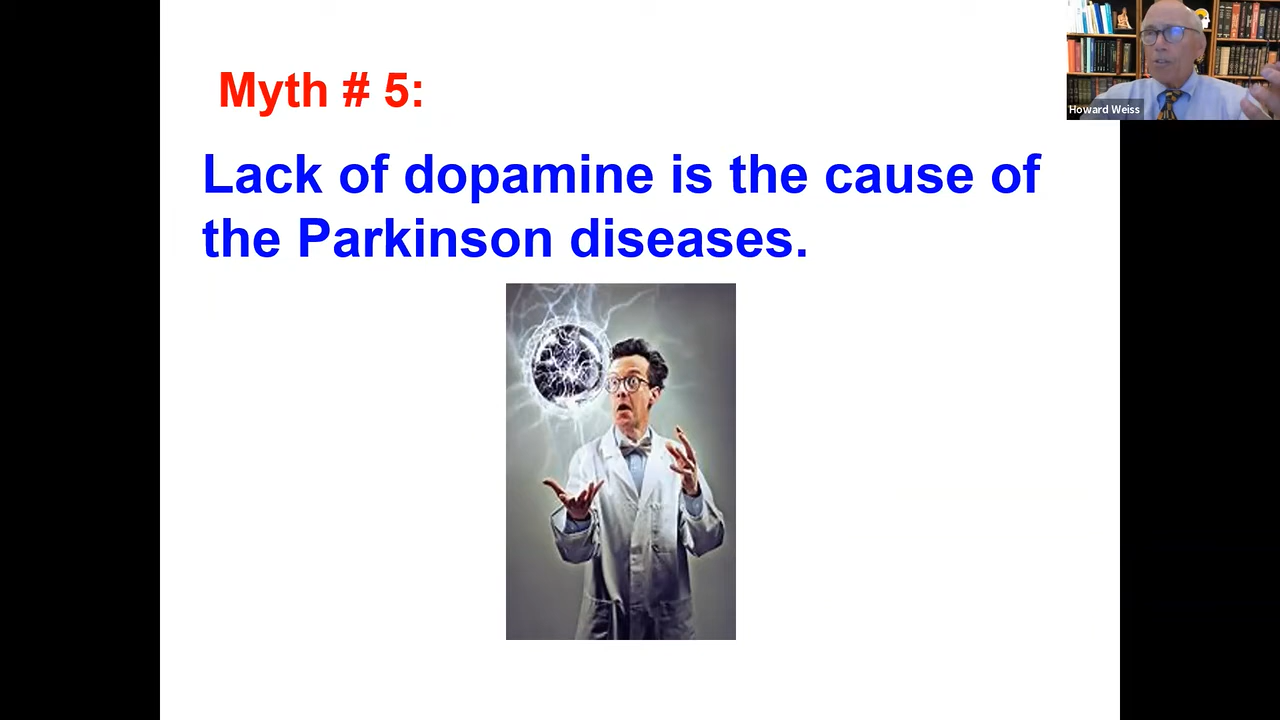 Myth # 5:
Lack of dopamine is the cause of
the Parkinson diseases.
Howard Weiss